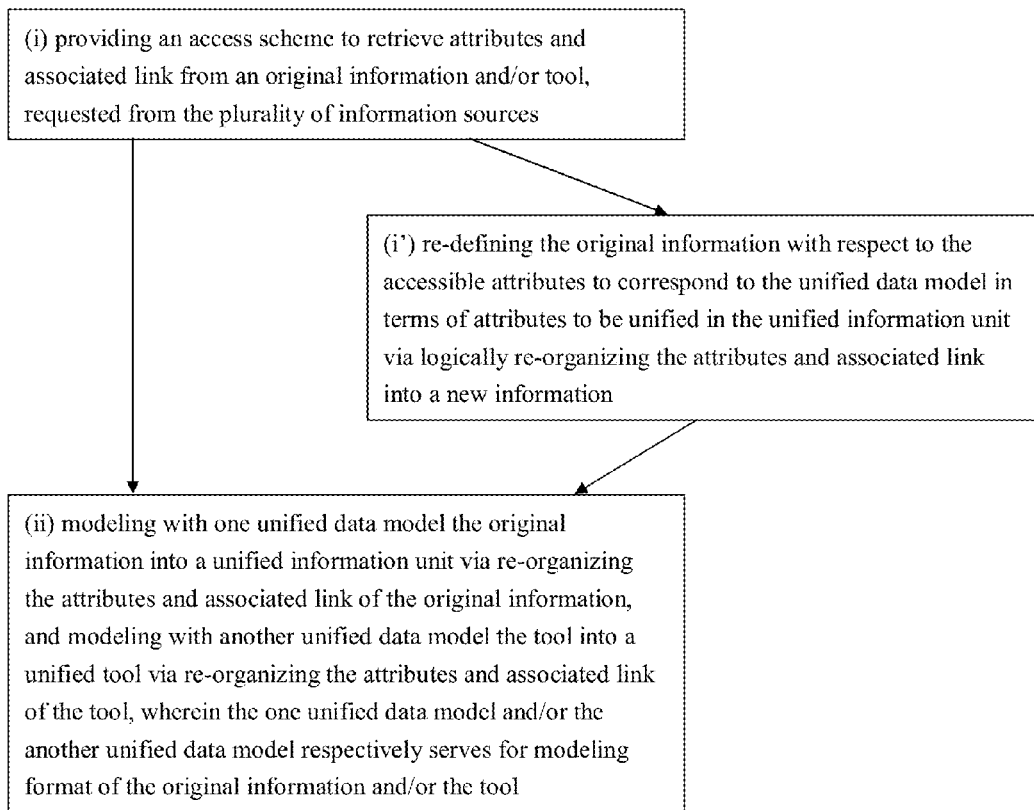 (i) providing an access scheme to retrieve attributes and
associated link from an original information and/or tool,
requested from the plurality of information sources
(i’) re-defining the original information with respect to the
accessible attributes to correspond to the unified data model in
terms of attributes to be unified in the unified information unit
via logically re-organizing the attributes and associated link
into a new information
(ii) modeling with one unified data model the original
information into a unified information unit via re-organizing
the attributes and associated link of the original information,
and modeling with another unified data model the tool into a
unified tool via re-organizing the attributes and associated link
of the tool, wherein the one unified data model and/or the
another unified data model respectively serves for modeling
format of the original information and/or the tool